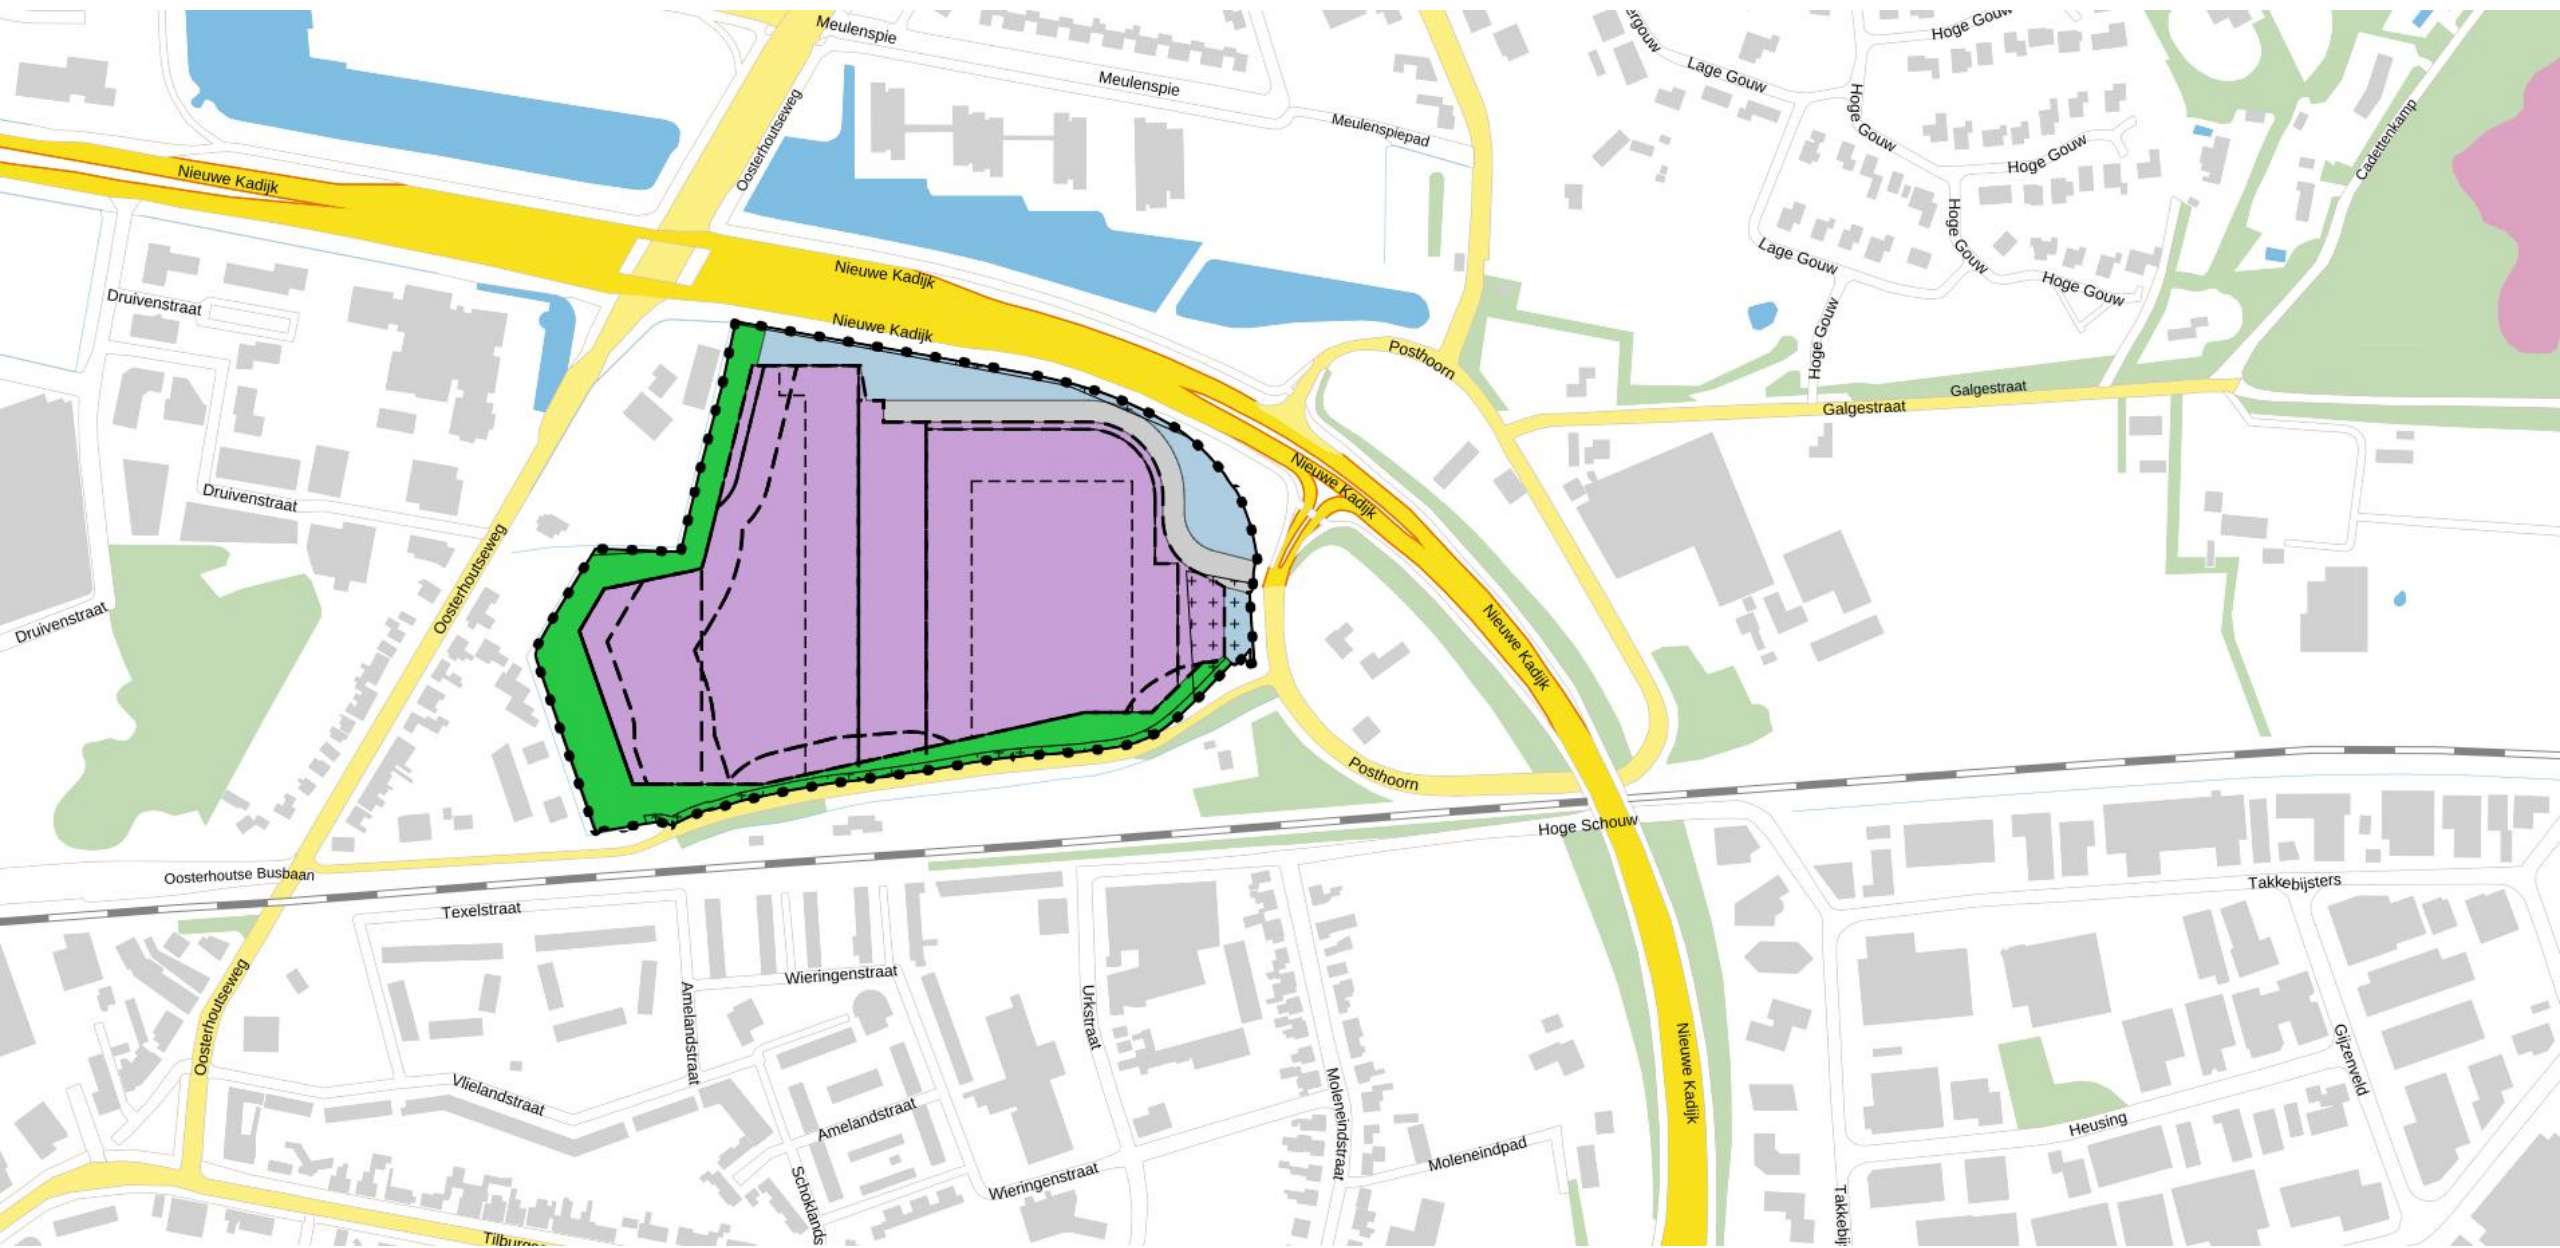 Meulenspie
Hoge Gouw
Lage Gouw
Meulenspie
Oosterhoutseweg
Meulenspiepad
Hoge Gouw
Hoge Gouw
Cadettenkamp
Nieuwe Kadijk
Hoge Gouw
Lage Gouw
Nieuwe Kadijk
Hoge Gouw
Druivenstraat
Nieuwe Kadijk
Hoge Gouw
Posthoorn
Galgestraat
Galgestraat
Nieuwe Kadijk
Druivenstraat
Oosterhoutseweg
Druivenstraat
Nieuwe Kadijk
Posthoorn
Hoge Schouw
Oosterhoutse Busbaan
Takkebijsters
Texelstraat
Wieringenstraat
Oosterhoutseweg
Amelandstraat
Urkstraat
Nieuwe Kadijk
Gijzenveld
Vlielandstraat
Amelandstraat
Moleneindstraat
Heusing
Moleneindpad
Wieringenstraat
Schoklands
Takkebij